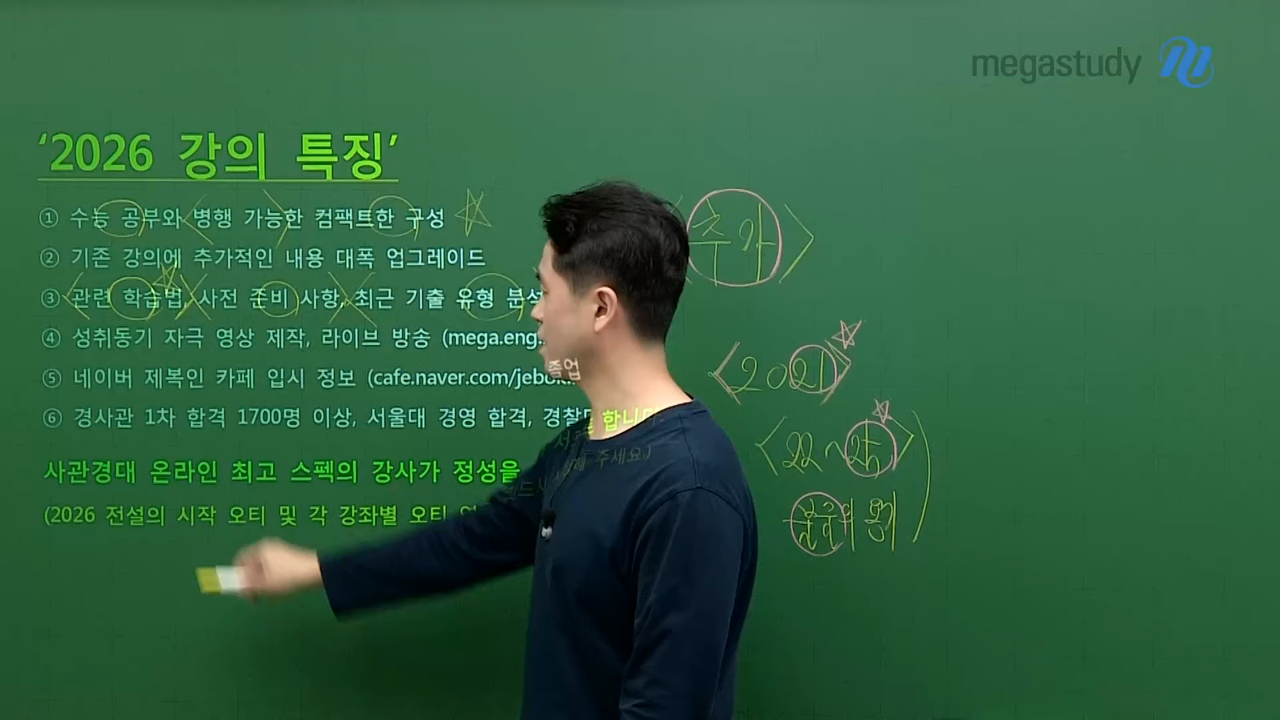 megastudy
‘2026 강의 특징’
① 수능 공부와 병행 가능한 컴팩트한 구성
② 기존 강의에 추가적인 내용 대폭 업그레이드
③ 관련 학습법, 사전 준비 사항, 최근 기출 유형 분석
④ 성취동기 자극 영상 제작, 라이브 방송 (mega.eng
⑤ 네이버 제복인 카페 입시 정보 (cafe.naver.com/jebok
⑥ 경사관 1차 합격 1700명 이상, 서울대 경영 합격, 경찰 졸업
사관경대 온라인 최고 스펙의 강사가 정성을 합니다
(2026 전설의 시작 오티 및 각 강좌별 오티 주세요.)
추가
2021
22~25